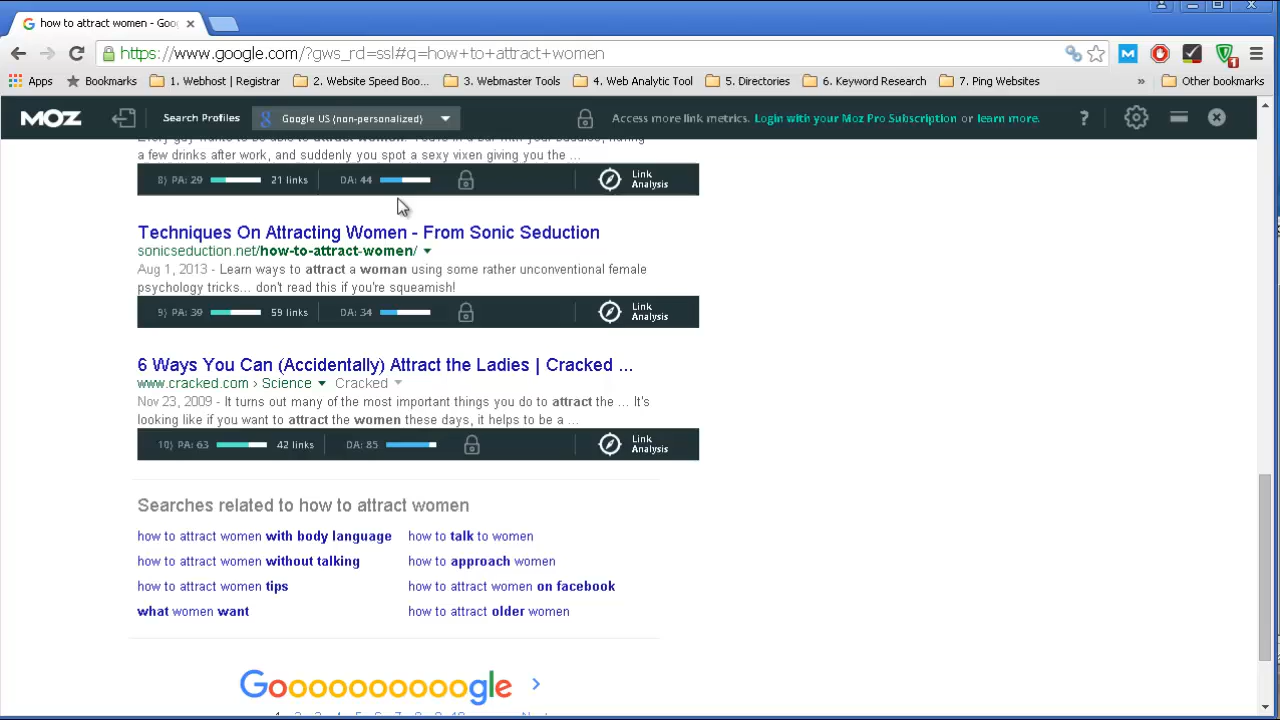 how to attract women - Goo
https://www.google.com/?gws_rd=ssl#q=how+to+attract+women
Apps
Bookmarks
1. Webhost | Registrar
2. Website Speed Boo...
3. Webmaster Tools
4. Web Analytic Tool
5. Directories
6. Keyword Research
7. Ping Websites
»
Other bookmarks
MOZ
Search Profiles
Google US (non-personalized)
Access more link metrics. Login with your Moz Pro Subscription or learn more.
?
a few drinks after work, and suddenly you spot a sexy vixen giving you the ...
8) PA: 29 21 links DA: 44 Link Analysis
Techniques On Attracting Women - From Sonic Seduction
sonicseduction.net/how-to-attract-women/
Aug 1, 2013 - Learn ways to attract a woman using some rather unconventional female
psychology tricks... don't read this if you're squeamish!
9) PA: 39 59 links DA: 34 Link Analysis
6 Ways You Can (Accidentally) Attract the Ladies | Cracked ...
www.cracked.com › Science Cracked
Nov 23, 2009 - It turns out many of the most important things you do to attract the ... It's
looking like if you want to attract the women these days, it helps to be a ...
10) PA: 63 42 links DA: 85 Link Analysis
Searches related to how to attract women
how to attract women with body language
how to talk to women
how to attract women without talking
how to approach women
how to attract women tips
how to attract women on facebook
what women want
how to attract older women
Goooooooooogle